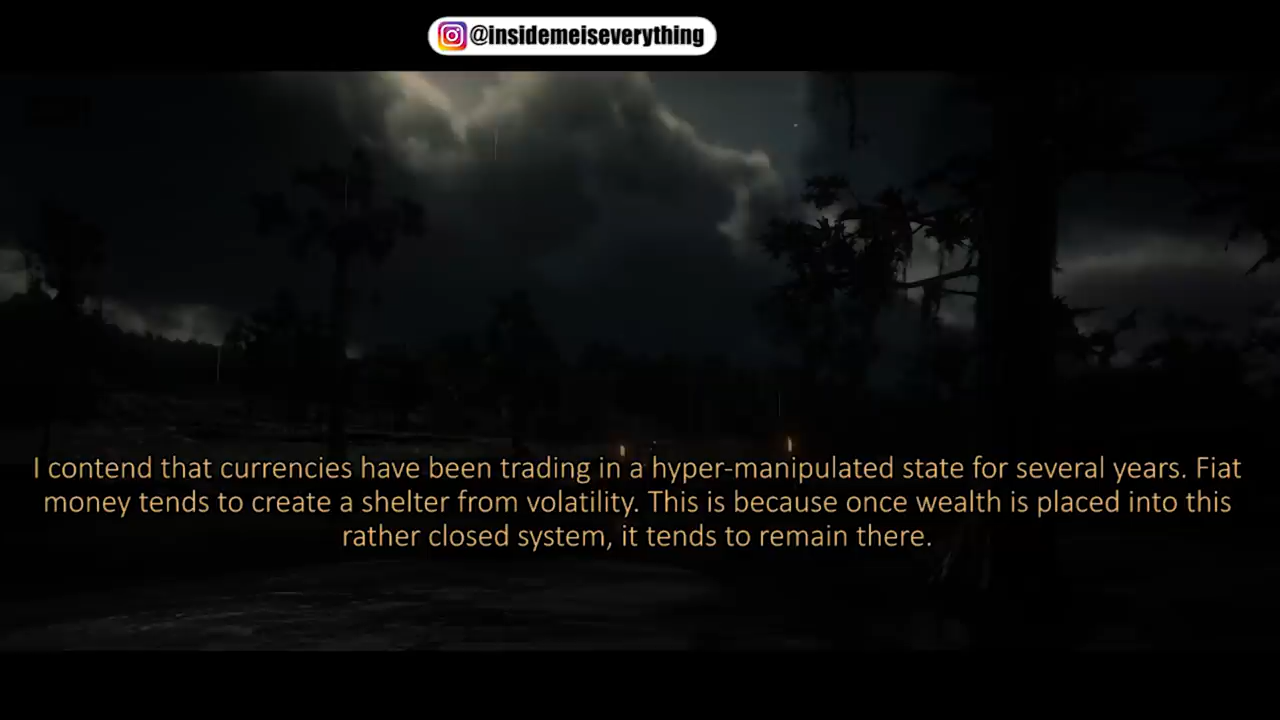 @insidemeiseverything
I contend that currencies have been trading in a hyper-manipulated state for several years. Fiat
money tends to create a shelter from volatility. This is because once wealth is placed into this
rather closed system, it tends to remain there.